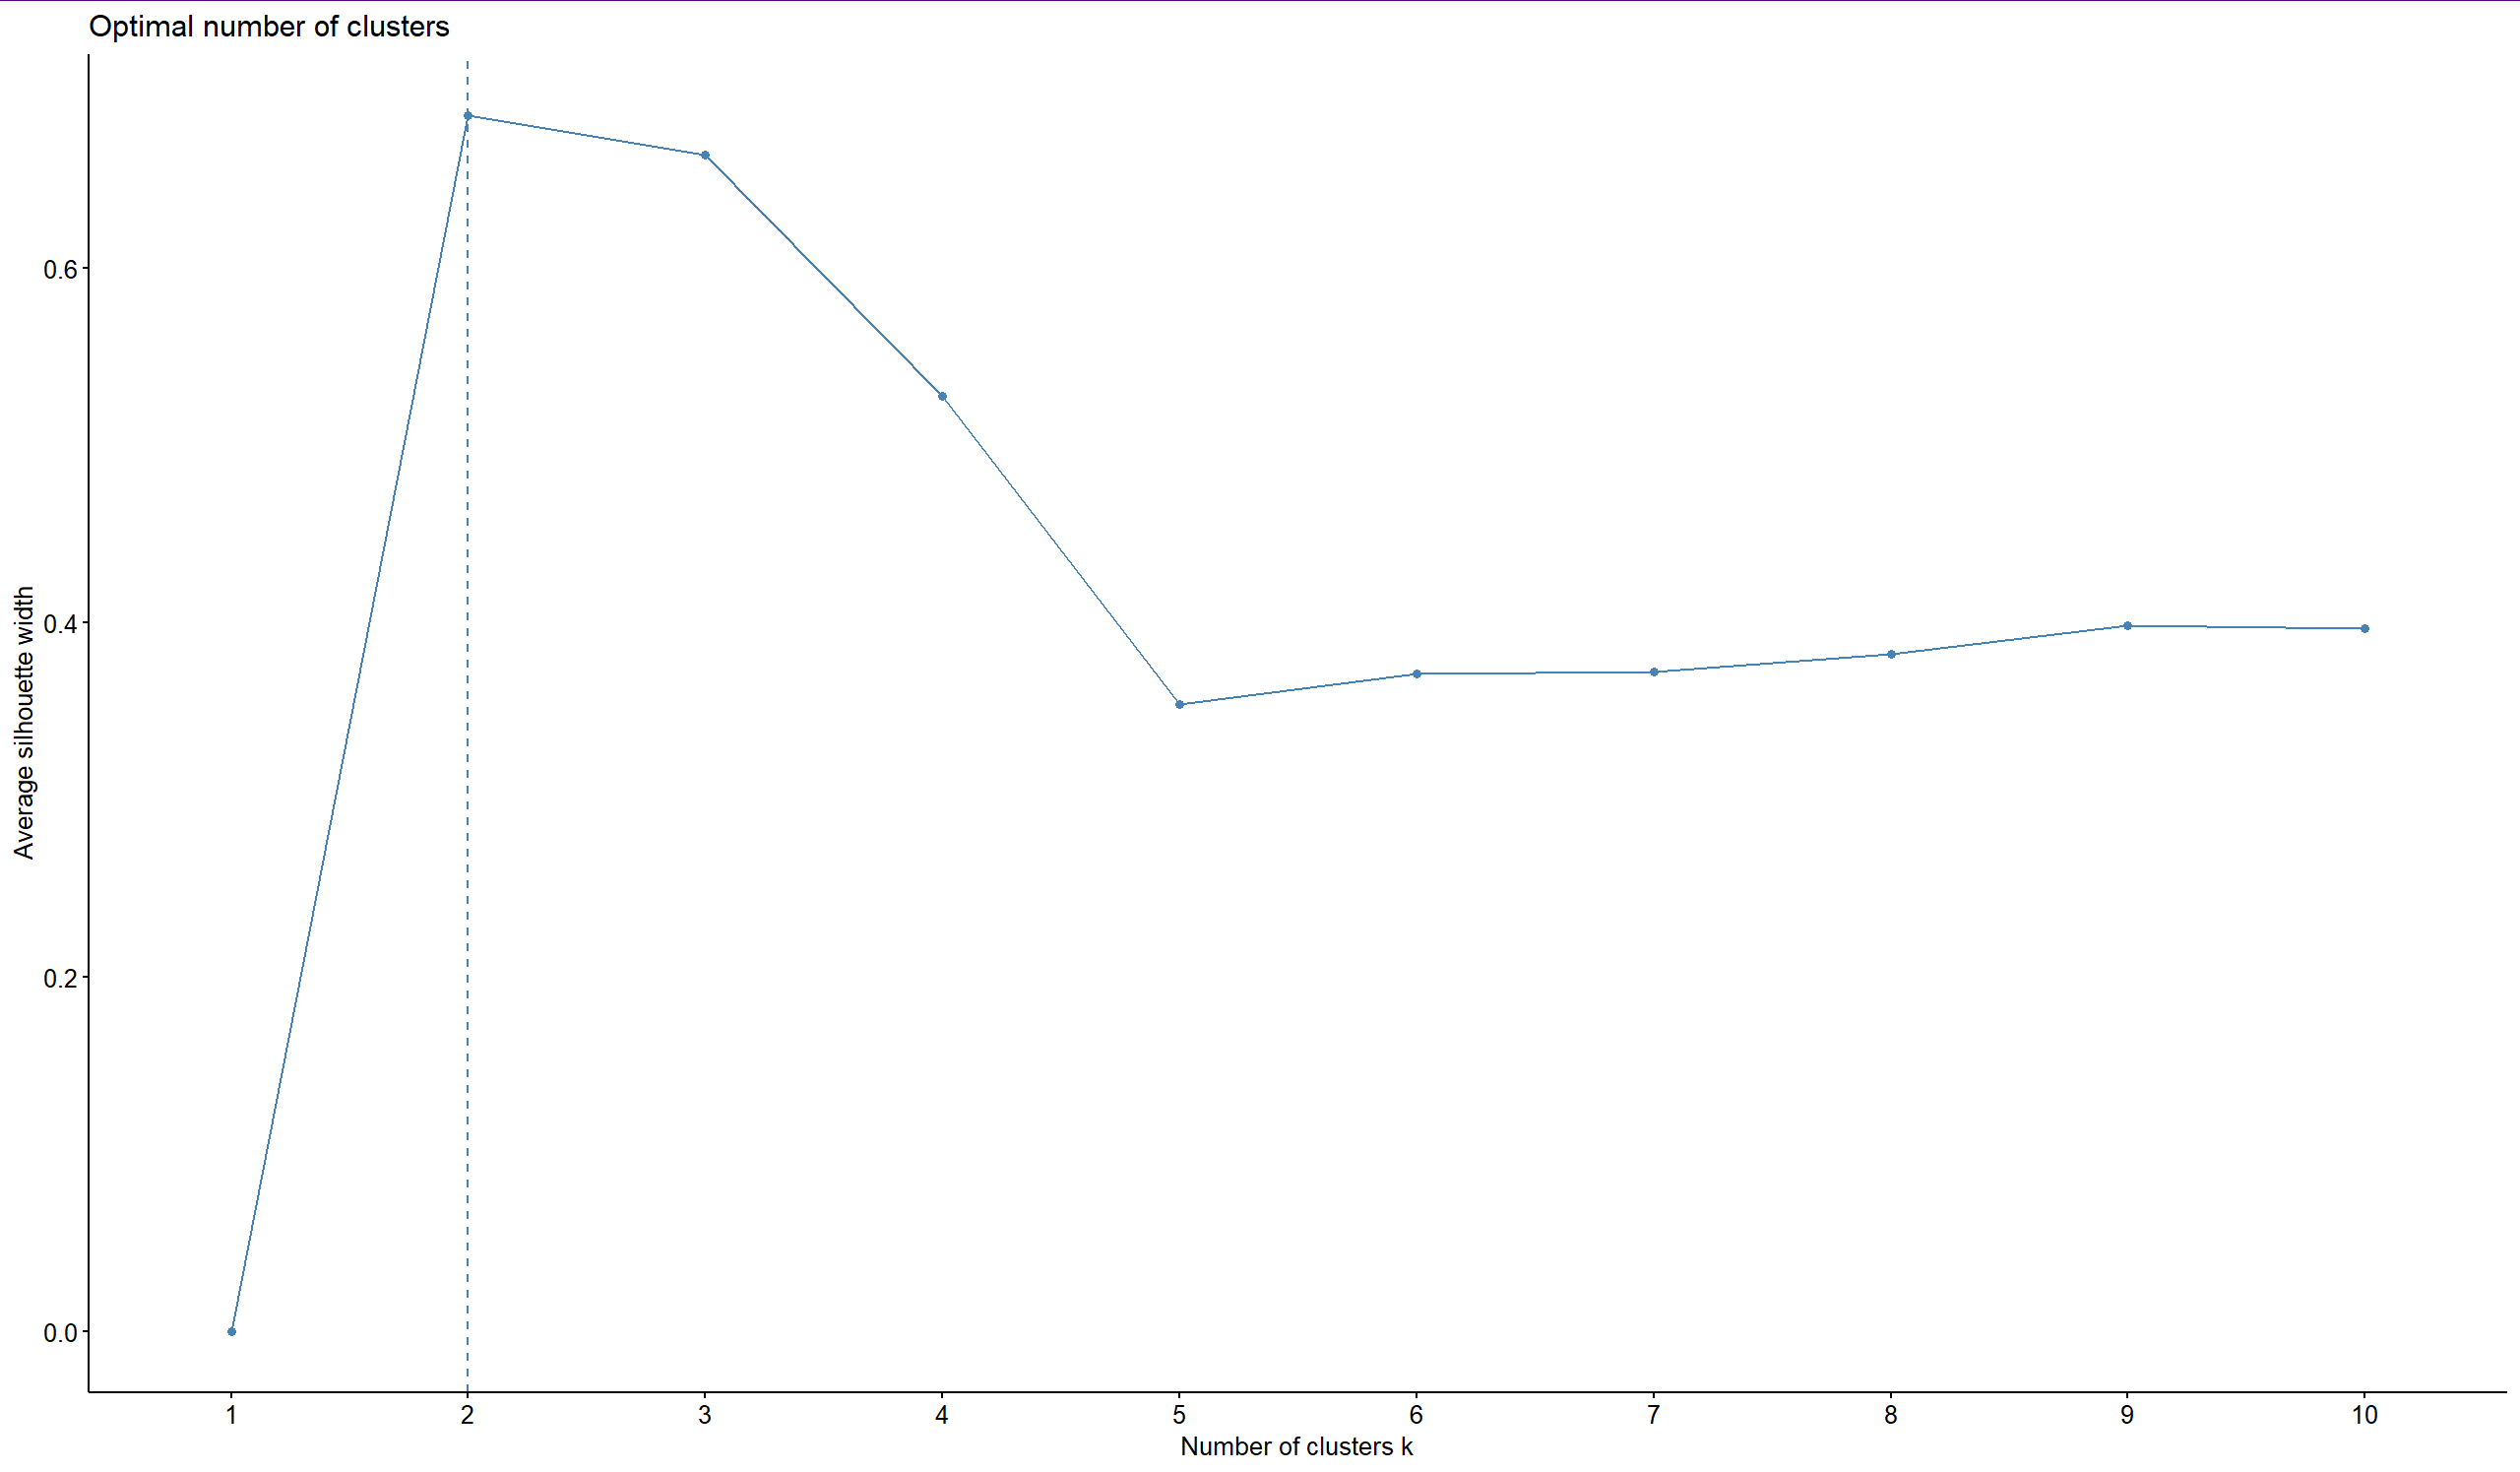 Optimal number of clusters
Average silhouette width
0.6
0.4
0.2
0.0
1 2 3 4 5 6 7 8 9 10
Number of clusters k